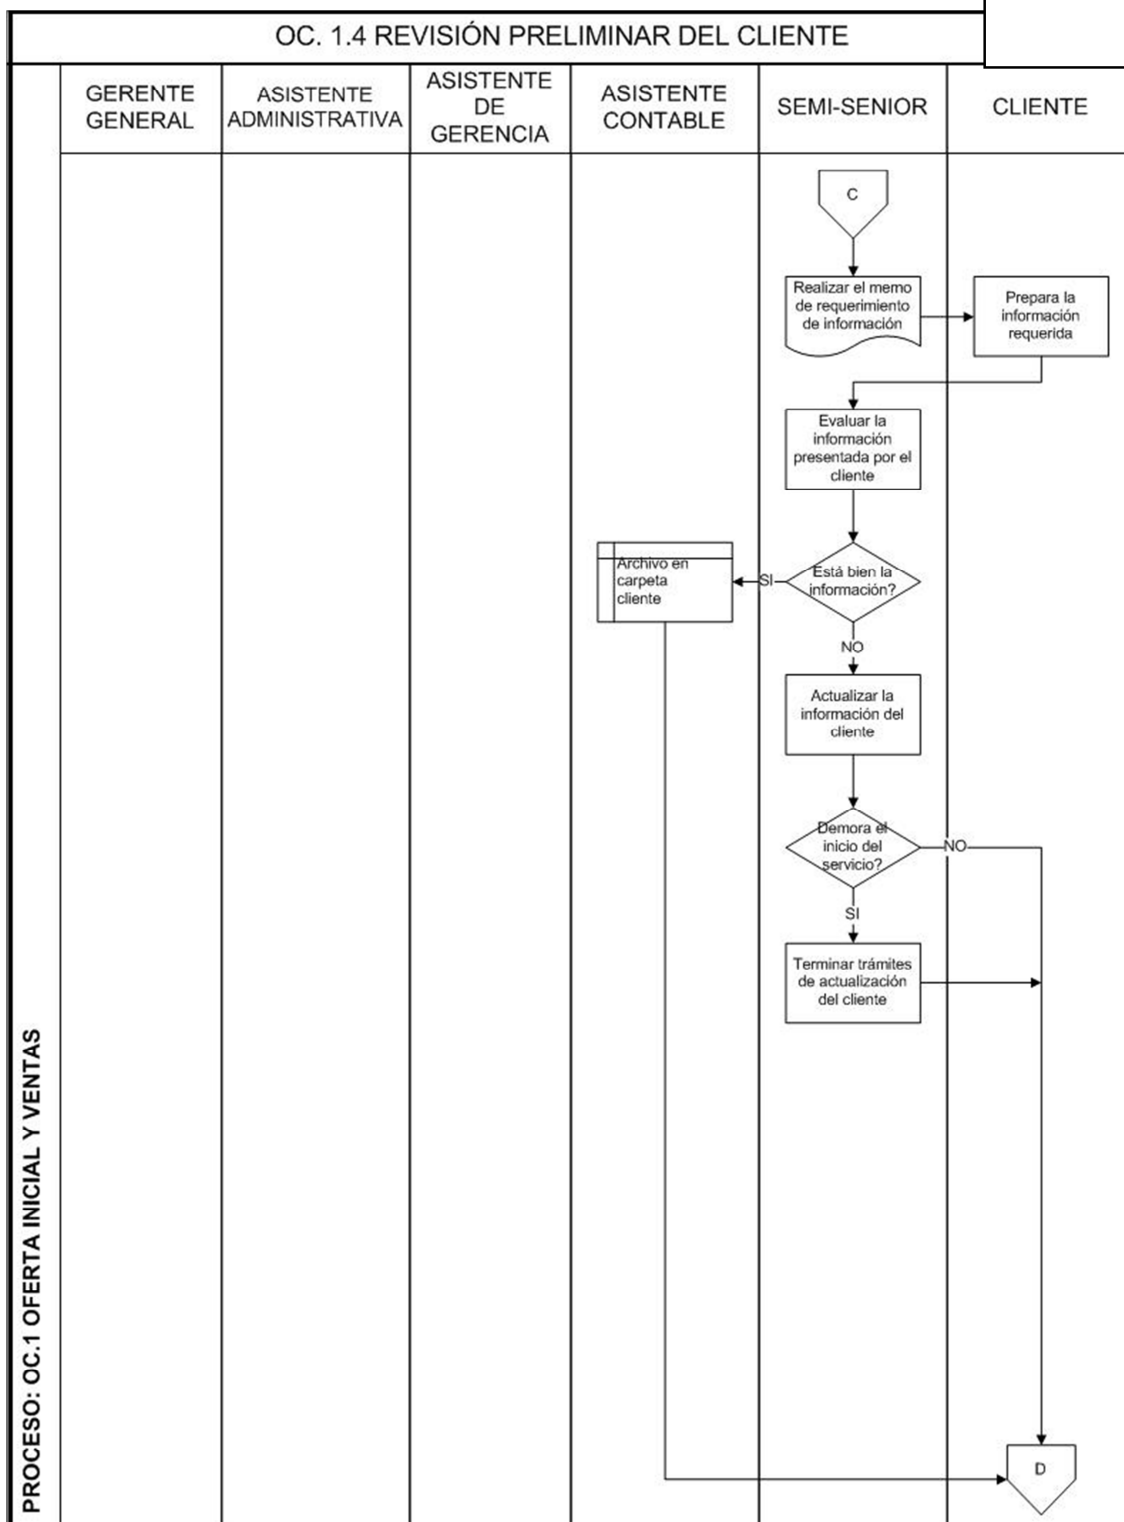 OC. 1.4 REVISIÓN PRELIMINAR DEL CLIENTE
GERENTE
GENERAL
ASISTENTE
ADMINISTRATIVA
ASISTENTE
DE
GERENCIA
ASISTENTE
CONTABLE
SEMI-SENIOR
CLIENTE
C
Realizar el memo
de requerimiento
de información
Prepara la
información
requerida
Evaluar la
información
presentada por el
cliente
Está bien la
información?
SI
Archivo en
carpeta
cliente
NO
Actualizar la
información del
cliente
Demora el
inicio del
servicio?
NO
SI
Terminar trámites
de actualización
del cliente
D
PROCESO: OC.1 OFERTA INICIAL Y VENTAS